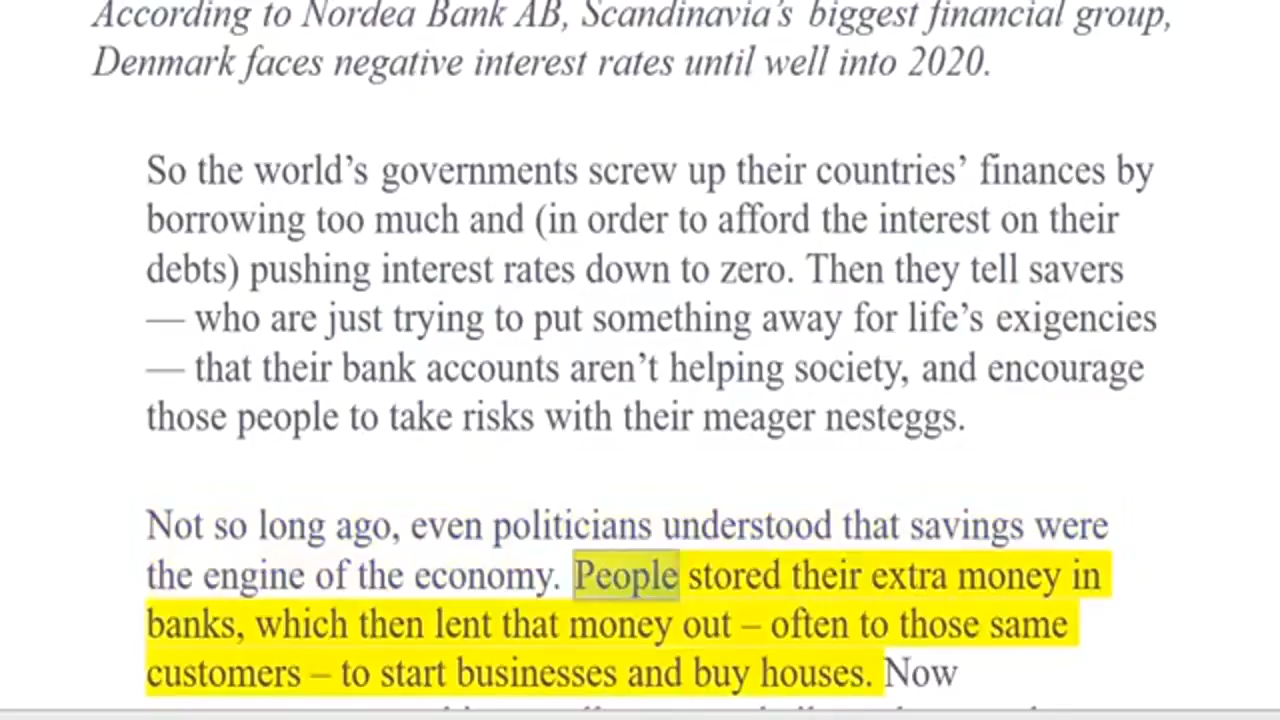 According to Nordea Bank AB, Scandinavia's biggest financial group,
Denmark faces negative interest rates until well into 2020.
So the world’s governments screw up their countries’ finances by
borrowing too much and (in order to afford the interest on their
debts) pushing interest rates down to zero. Then they tell savers
— who are just trying to put something away for life’s exigencies
— that their bank accounts aren’t helping society, and encourage
those people to take risks with their meager nesteggs.
Not so long ago, even politicians understood that savings were
the engine of the economy. People stored their extra money in
banks, which then lent that money out – often to those same
customers – to start businesses and buy houses. Now